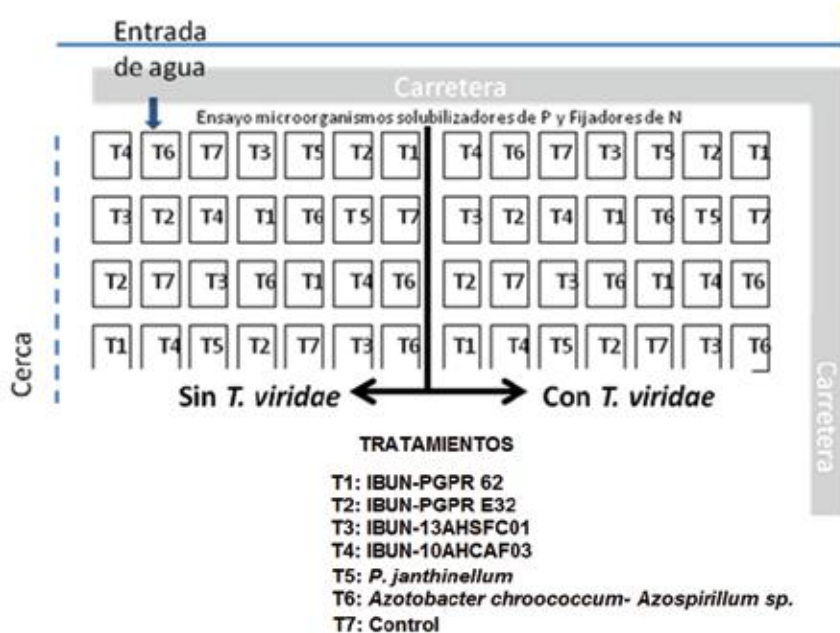 Entrada
de agua
Carretera
Ensayo microorganismos solubilizadores de P y Fijadores de N
T4 T6 T7 T3 T5 T2 T1 T4 T6 T7 T3 T5 T2 T1
T3 T2 T4 T1 T6 T5 T7 T3 T2 T4 T1 T6 T5 T7
T2 T7 T3 T6 T1 T4 T6 T2 T7 T3 T6 T1 T4 T6
T1 T4 T5 T2 T7 T3 T6 T1 T4 T5 T2 T7 T3 T6
Cerca
Carretera
Sin T. viridae Con T. viridae
TRATAMIENTOS
T1: IBUN-PGPR 62
T2: IBUN-PGPR E32
T3: IBUN-13AHSFC01
T4: IBUN-10AHCAF03
T5: P. janthinellum
T6: Azotobacter chroococcum- Azospirillum sp.
T7: Control